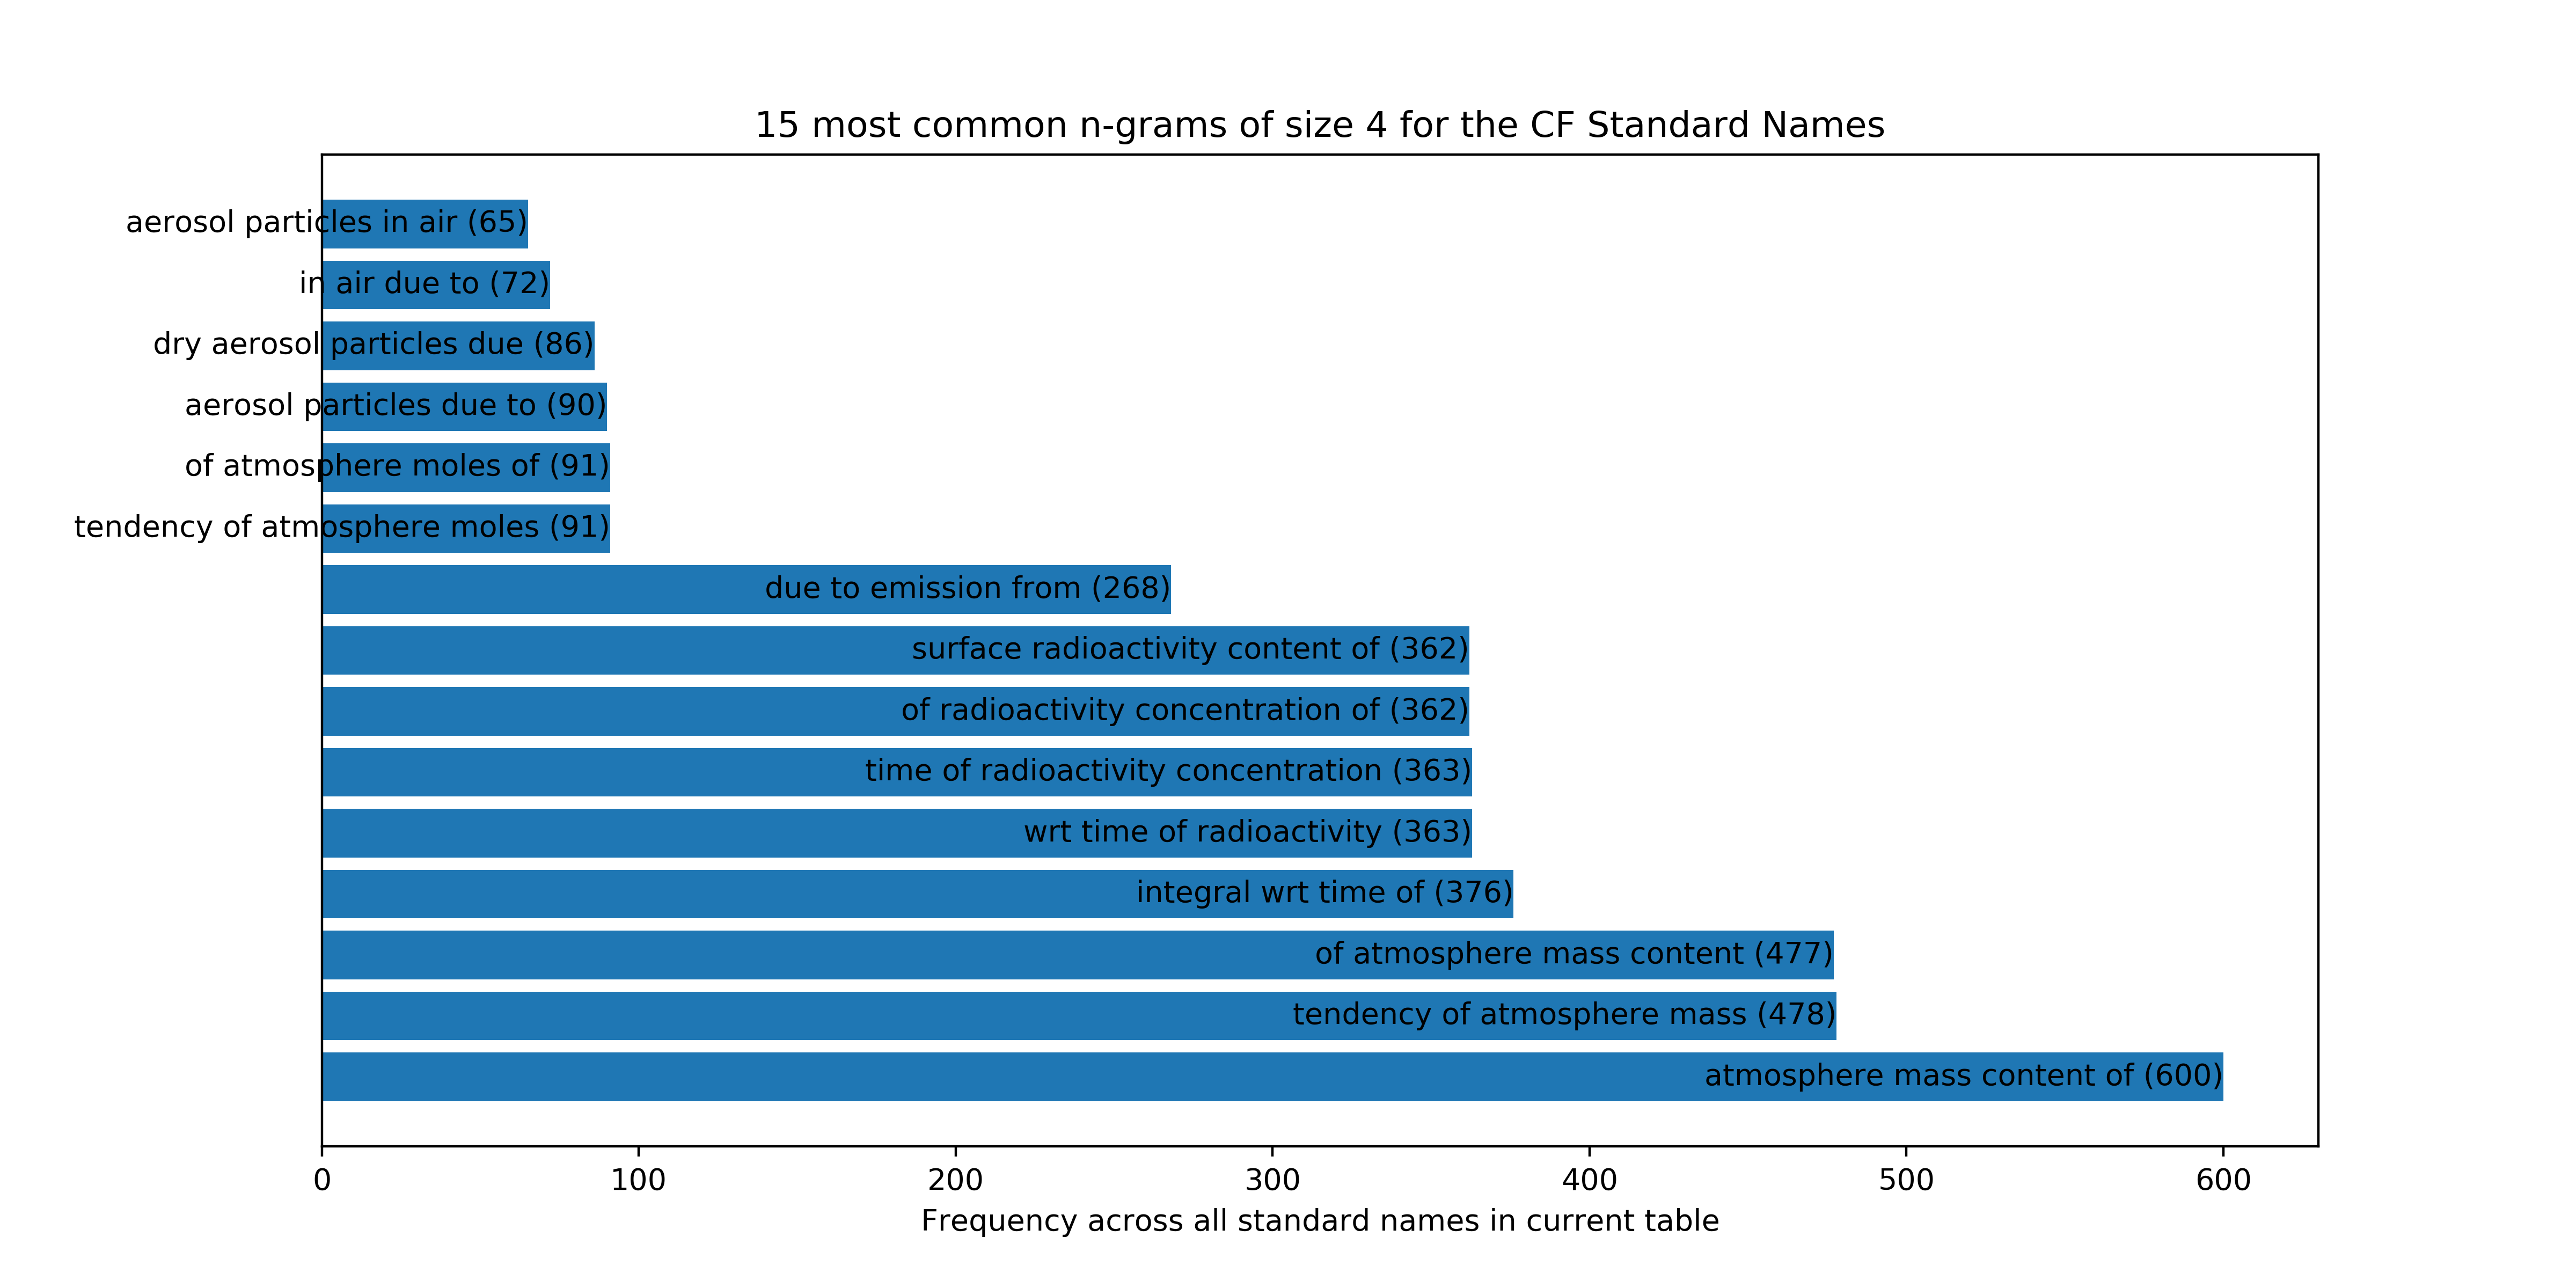 15 most common n-grams of size 4 for the CF Standard Names
aerosol particles in air (65)
in air due to (72)
dry aerosol particles due (86)
aerosol particles due to (90)
of atmosphere moles of (91)
tendency of atmosphere moles (91)
due to emission from (268)
surface radioactivity content of (362)
of radioactivity concentration of (362)
time of radioactivity concentration (363)
wrt time of radioactivity (363)
integral wrt time of (376)
of atmosphere mass content (477)
tendency of atmosphere mass (478)
atmosphere mass content of (600)
0 100 200 300 400 500 600
Frequency across all standard names in current table